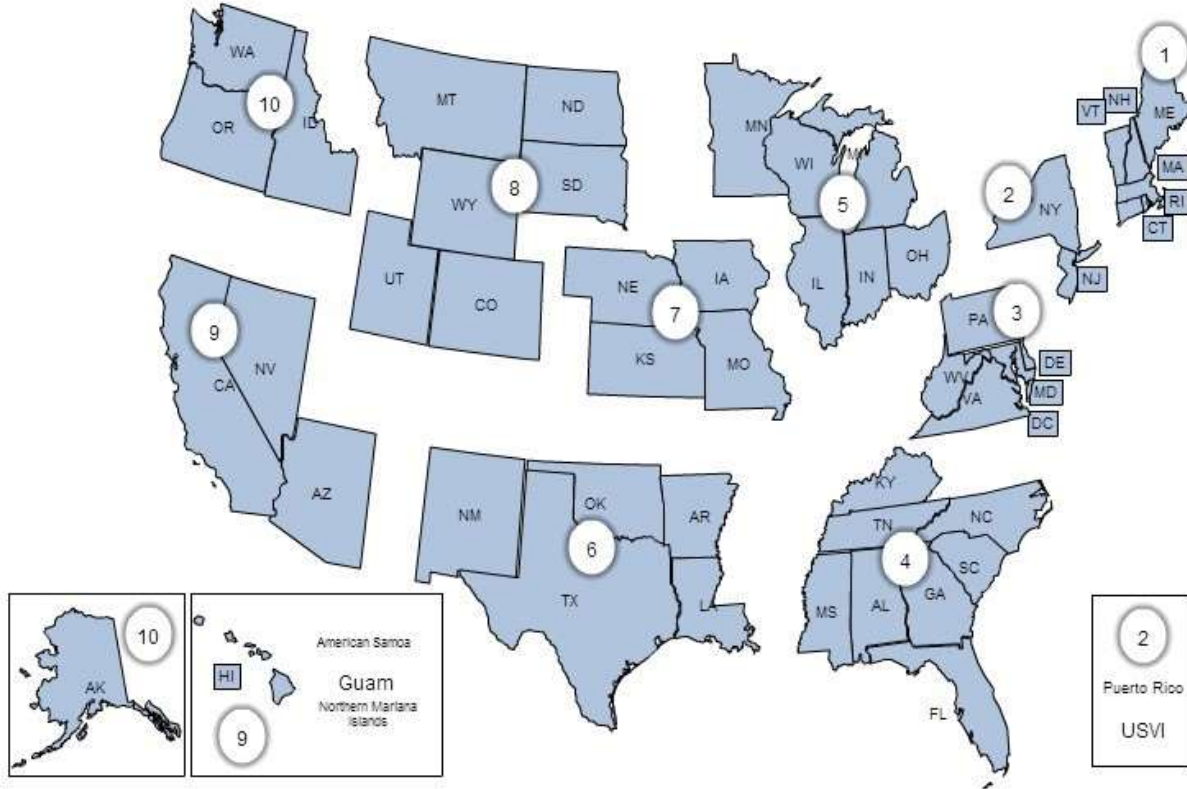 1
WA
NH
ME
VT
MT
ND
10
OR
ID
MN
WI
MI
MA
8
SD
2
RI
WY
5
NY
CT
OH
UT
NE
IA
IL
IN
NJ
CO
7
3
PA
9
KS
MO
DE
NV
CA
WV
MD
VA
DC
KY
AZ
NM
OK
AR
TN
NC
6
4
SC
TX
LA
MS
AL
GA
10
American Samoa
2
HI
Guam
AK
Northern Mariana
Islands
Puerto Rico
FL
9
USVI